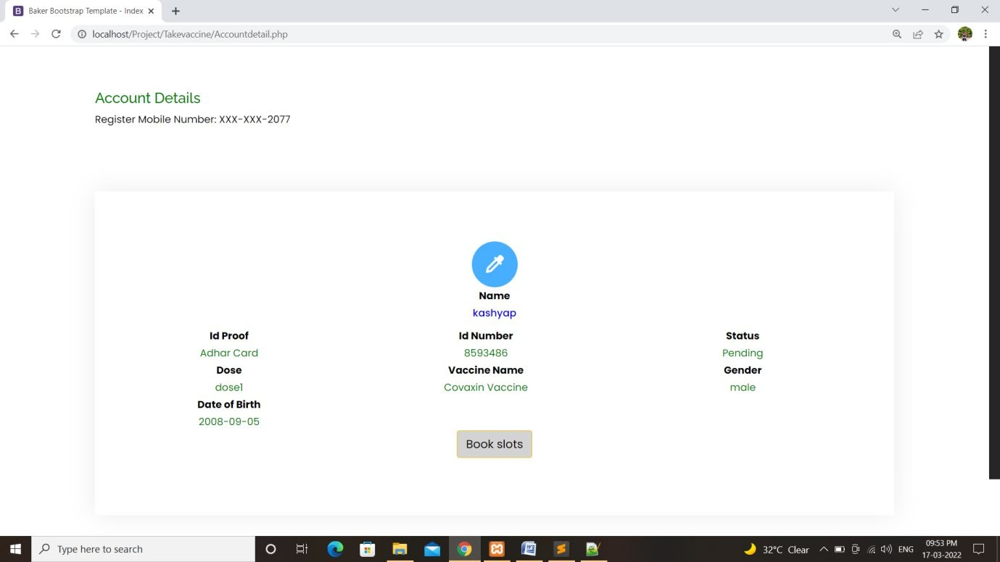 Baker Bootstrap Template - Index
localhost/Project/Takevaccine/Accountdetail.php
Account Details
Register Mobile Number: XXX-XXX-2077
Name
kashyap
Id Proof Id Number Status
Adhar Card 8593486 Pending
Dose Vaccine Name Gender
dose1 Covaxin Vaccine male
Date of Birth
2008-09-05
Book slots
Type here to search
32°C Clear
ENG
09:53 PM
17-03-2022